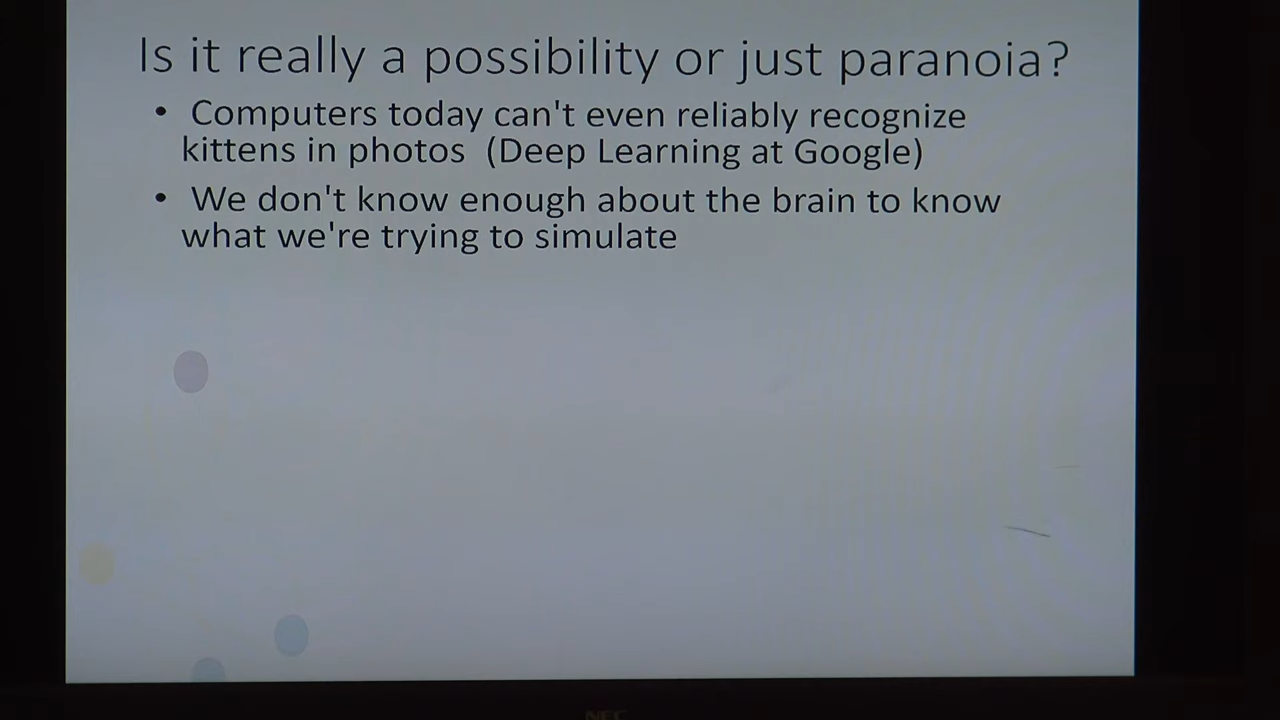 Is it really a possibility or just paranoia?
• Computers today can't even reliably recognize
kittens in photos (Deep Learning at Google)
• We don't know enough about the brain to know
what we're trying to simulate
NEC